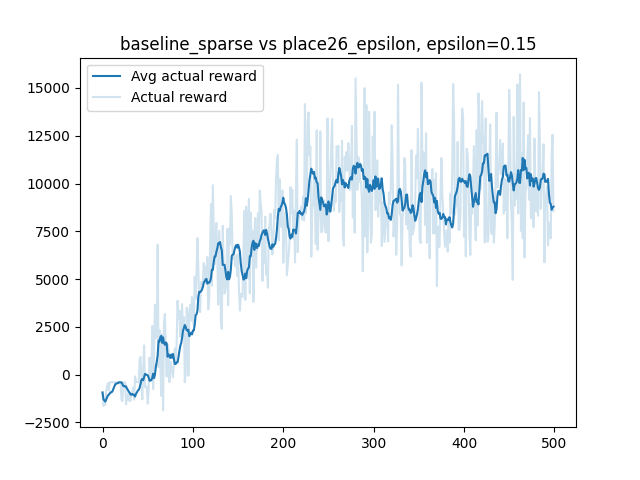 baseline_sparse vs place26_epsilon, epsilon=0.15
Avg actual reward
Actual reward
15000
12500
10000
7500
5000
2500
0
−2500
0 100 200 300 400 500